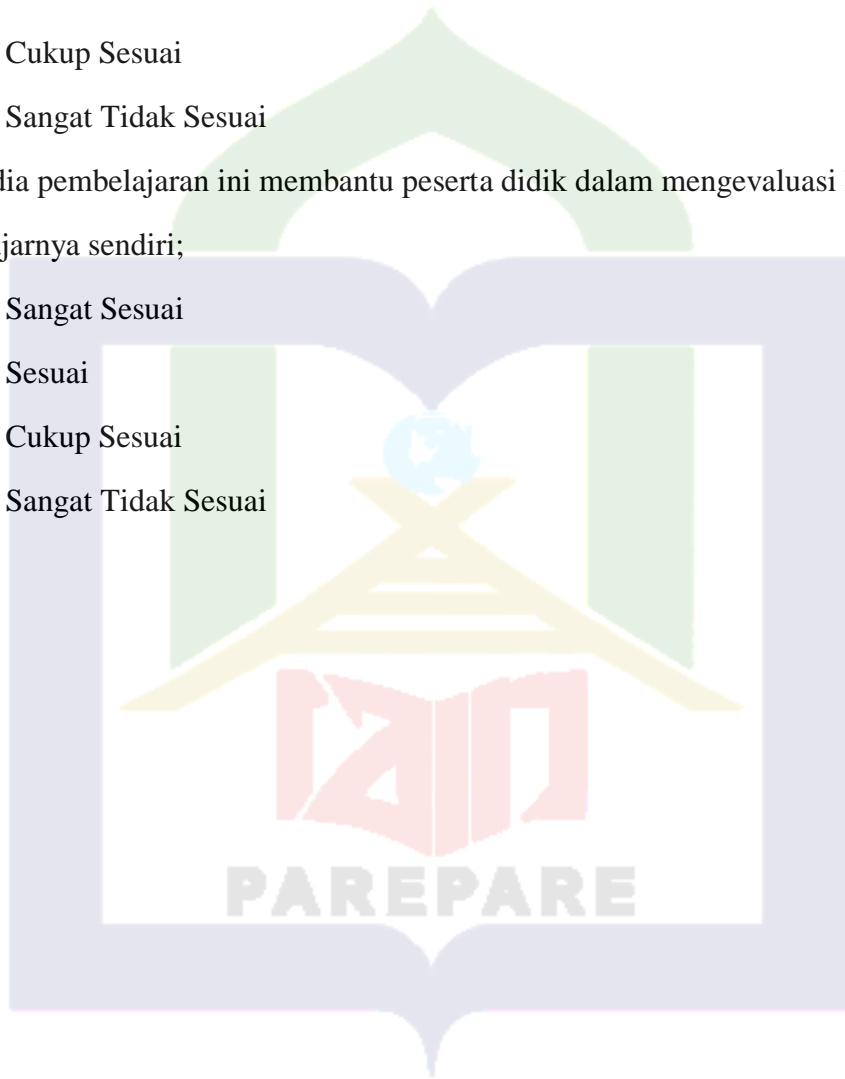 Cukup Sesuai
Sangat Tidak Sesuai
dia pembelajaran ini membantu peserta didik dalam mengevaluasi
jarnya sendiri;
Sangat Sesuai
Sesuai
Cukup Sesuai
Sangat Tidak Sesuai
iain
PAREPARE